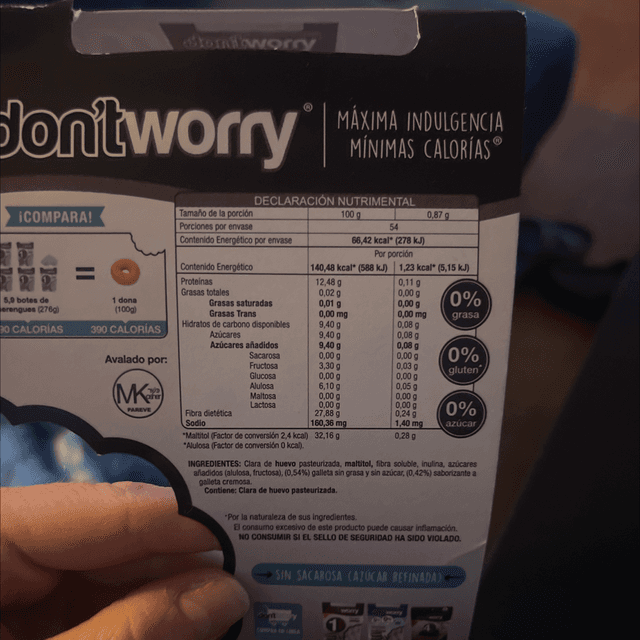 don'tworry®
MÁXIMA INDULGENCIA
MÍNIMAS CALORÍAS®
¡COMPARA!
=
5,9 botes de
merengues (276g)
1 dona
(100g)
90 CALORÍAS
390 CALORÍAS
Avalado por:
MK
PAREVE
DECLARACIÓN NUTRIMENTAL
Tamaño de la porción 100 g 0,87 g
Porciones por envase 54
Contenido Energético por envase 66,42 kcal* (278 kJ)
Por porción
Contenido Energético 140,48 kcal* (588 kJ) 1,23 kcal* (5,15 kJ)
Proteínas 12,48 g 0,11 g
Grasas totales 0,02 g 0,00 g
Grasas saturadas 0,01 g 0,00 g
Grasas Trans 0,00 mg 0,00 mg
Hidratos de carbono disponibles 9,40 g 0,08 g
Azúcares 9,40 g 0,08 g
Azúcares añadidos 9,40 g 0,08 g
Sacarosa 0,00 g 0,00 g
Fructosa 3,30 g 0,03 g
Glucosa 0,00 g 0,00 g
Alulosa 6,10 g 0,05 g
Maltosa 0,00 g 0,00 g
Lactosa 0,00 g 0,00 g
Fibra dietética 27,88 g 0,24 g
Sodio 160,36 mg 1,40 mg
*Maltitol (Factor de conversión 2,4 kcal) 32,16 g 0,28 g
*Alulosa (Factor de conversión 0 kcal).
0%
grasa
0%
gluten*
0%
azúcar
INGREDIENTES: Clara de huevo pasteurizada, maltitol, fibra soluble, inulina, azúcares
añadidos (alulosa, fructosa), (0,54%) galleta sin grasa y sin azúcar, (0,42%) saborizante a
galleta cremosa.
Contiene: Clara de huevo pasteurizada.
*Por la naturaleza de sus ingredientes.
El consumo excesivo de este producto puede causar inflamación.
NO CONSUMIR SI EL SELLO DE SEGURIDAD HA SIDO VIOLADO.
SIN SACAROSA (AZÚCAR REFINADA)
1